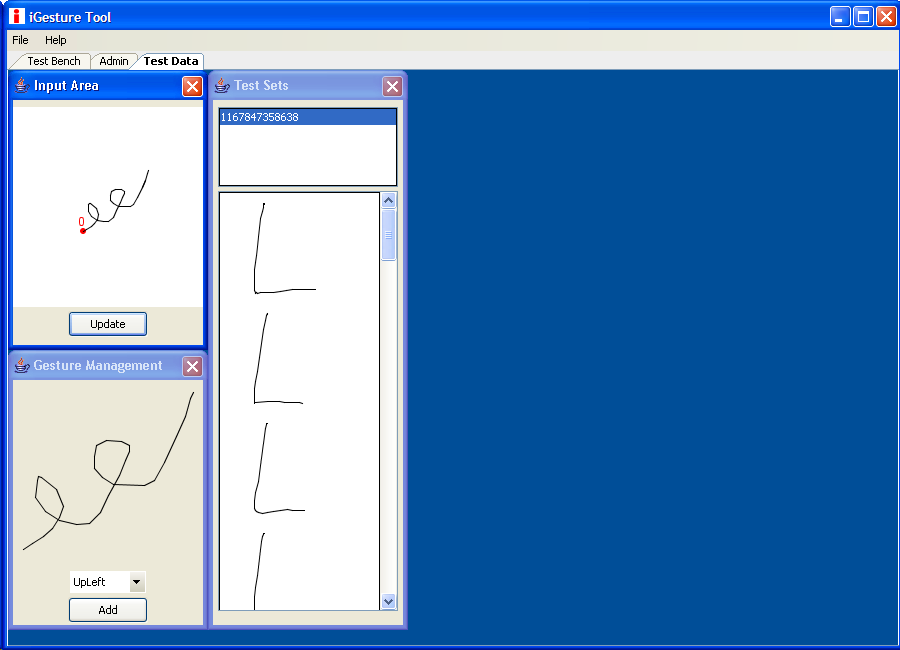 iGesture Tool
File Help
Test Bench Admin Test Data
Input Area
0
Update
Gesture Management
UpLeft
Add
Test Sets
1167847358638